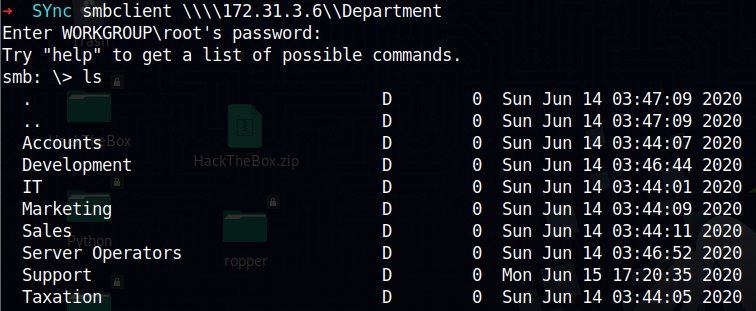 → SYnc smbclient \\\\172.31.3.6\\Department
Enter WORKGROUP\root's password:
Try "help" to get a list of possible commands.
smb: \> ls
. D 0 Sun Jun 14 03:47:09 2020
.. D 0 Sun Jun 14 03:47:09 2020
Accounts D 0 Sun Jun 14 03:44:07 2020
Development D 0 Sun Jun 14 03:46:44 2020
IT D 0 Sun Jun 14 03:44:01 2020
Marketing D 0 Sun Jun 14 03:44:09 2020
Sales D 0 Sun Jun 14 03:44:11 2020
Server Operators D 0 Sun Jun 14 03:46:52 2020
Support D 0 Mon Jun 15 17:20:35 2020
Taxation D 0 Sun Jun 14 03:44:05 2020
Trash
HackTheBox
HackTheBox.zip
Python
ropper